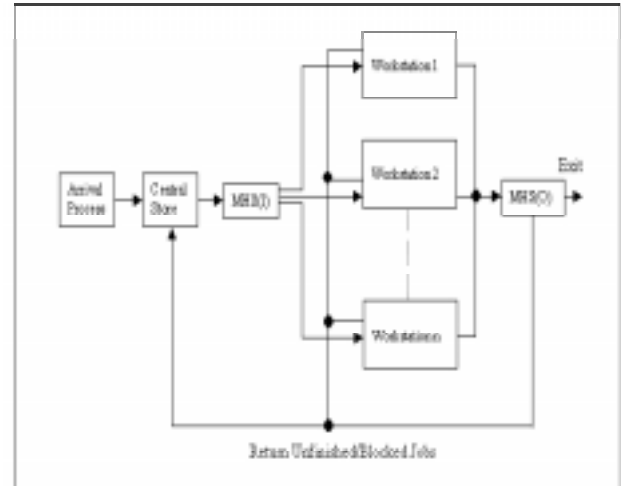 Workstation 1
Workstation 2
Exit
Arrival
Process
Central
Store
MHS(I)
MHS(O)
Workstation n
Return Unfinished/Blocked Jobs